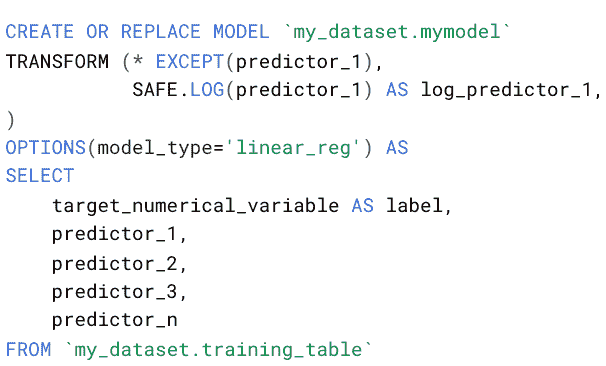 CREATE OR REPLACE MODEL `my_dataset.mymodel`
TRANSFORM (* EXCEPT(predictor_1),
           SAFE.LOG(predictor_1) AS log_predictor_1,
)
OPTIONS(model_type='linear_reg') AS
SELECT
    target_numerical_variable AS label,
    predictor_1,
    predictor_2,
    predictor_3,
    predictor_n
FROM `my_dataset.training_table`